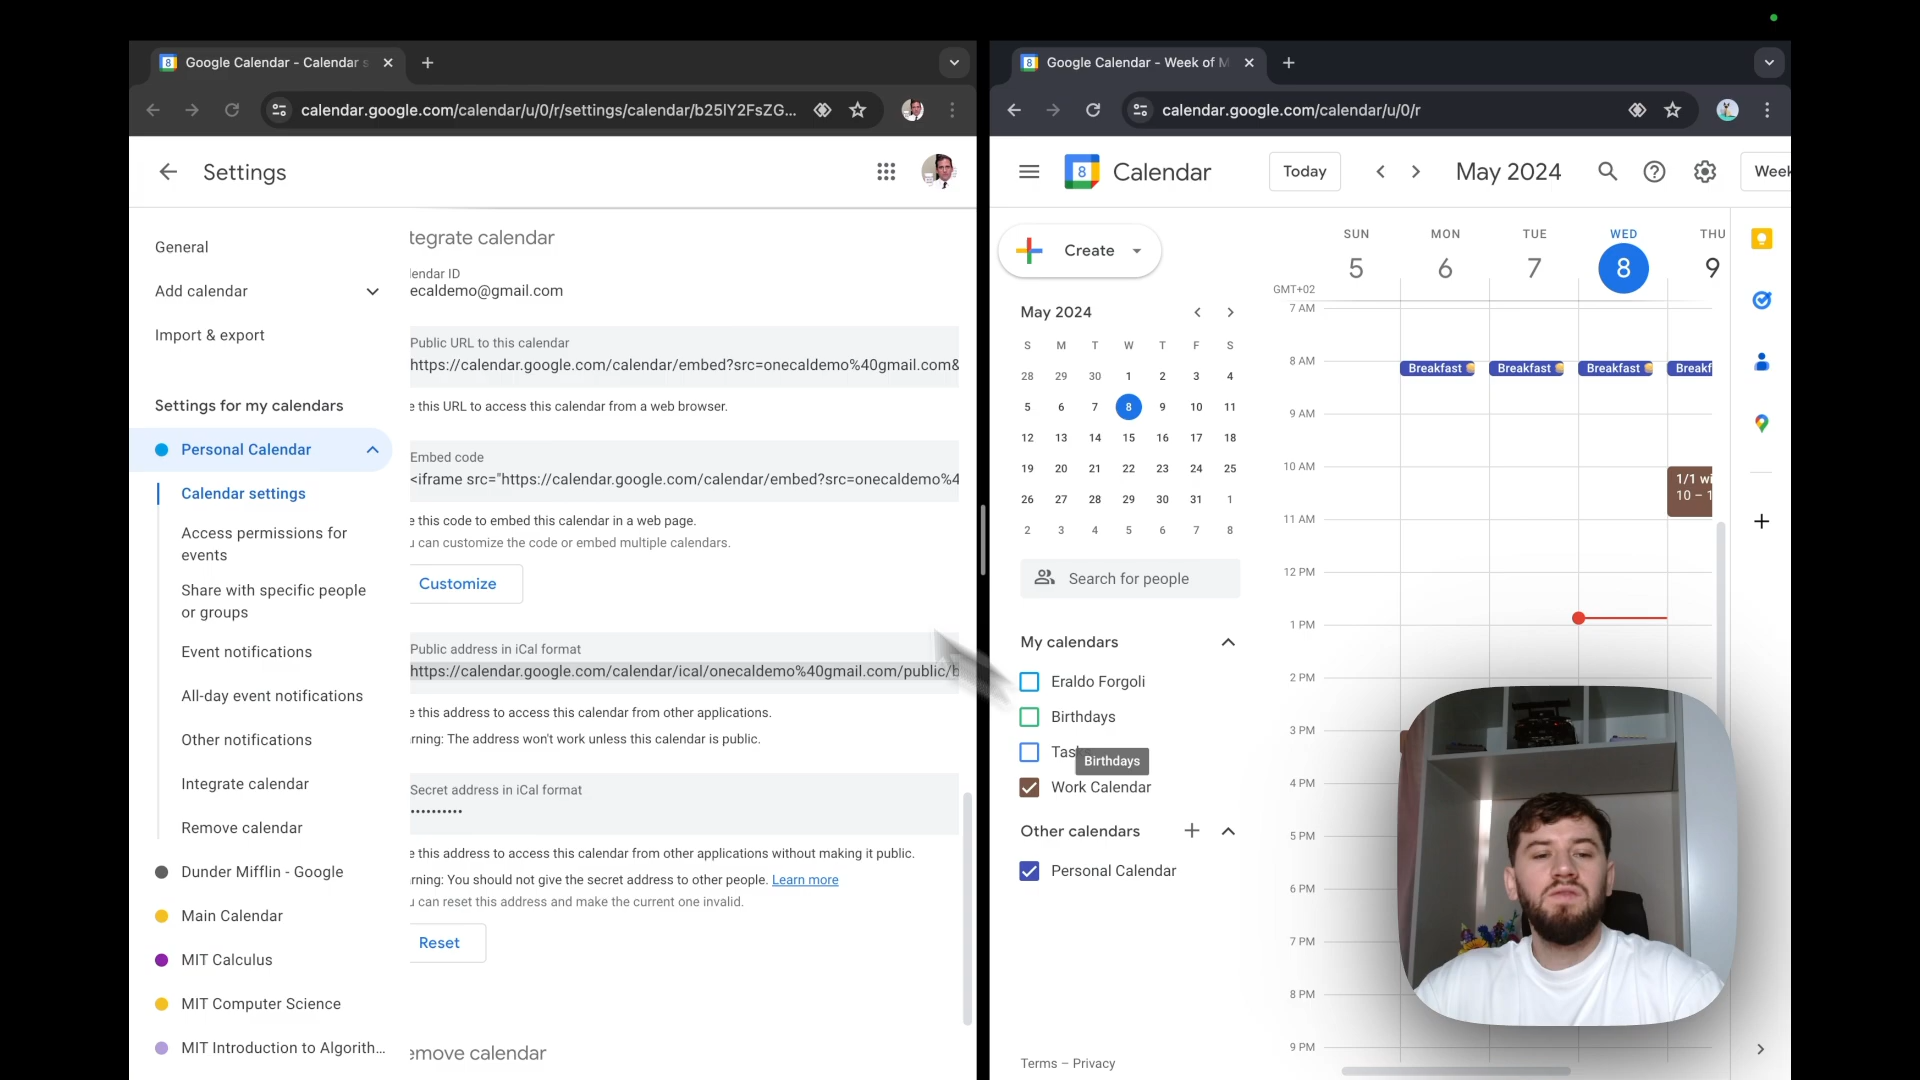 Google Calendar - Calendar s
calendar.google.com/calendar/u/0/r/settings/calendar/b25lY2FsZG...
Settings
General
Add calendar
Import & export
Settings for my calendars
Personal Calendar
Calendar settings
Access permissions for
events
Share with specific people
or groups
Event notifications
All-day event notifications
Other notifications
Integrate calendar
Remove calendar
Dunder Mifflin - Google
Main Calendar
MIT Calculus
MIT Computer Science
MIT Introduction to Algorith...
tegrate calendar
lendar ID
ecaldemo@gmail.com
Public URL to this calendar
https://calendar.google.com/calendar/embed?src=onecaldemo%40gmail.com&
e this URL to access this calendar from a web browser.
Embed code
<iframe src="https://calendar.google.com/calendar/embed?src=onecaldemo%4
e this code to embed this calendar in a web page.
u can customize the code or embed multiple calendars.
Customize
Public address in iCal format
https://calendar.google.com/calendar/ical/onecaldemo%40gmail.com/public/b
e this address to access this calendar from other applications.
rning: The address won't work unless this calendar is public.
Secret address in iCal format
••••••••••
e this address to access this calendar from other applications without making it public.
rning: You should not give the secret address to other people. Learn more
u can reset this address and make the current one invalid.
Reset
emove calendar
8 Google Calendar - Week of M
calendar.google.com/calendar/u/0/r
8 Calendar
Today
May 2024
Week
Create
May 2024
S M T W T F S
28 29 30 1 2 3 4
5 6 7 8 9 10 11
12 13 14 15 16 17 18
19 20 21 22 23 24 25
26 27 28 29 30 31 1
2 3 4 5 6 7 8
Search for people
My calendars
Eraldo Forgoli
Birthdays
Tas
Birthdays
Work Calendar
Other calendars
Personal Calendar
Terms – Privacy
SUN MON TUE WED THU
5 6 7 8 9
GMT+02
7 AM
8 AM
Breakfast Breakfast Breakfast Breakf
9 AM
10 AM
1/1 wi
10 – 1
11 AM
12 PM
1 PM
2 PM
3 PM
4 PM
5 PM
6 PM
7 PM
8 PM
9 PM